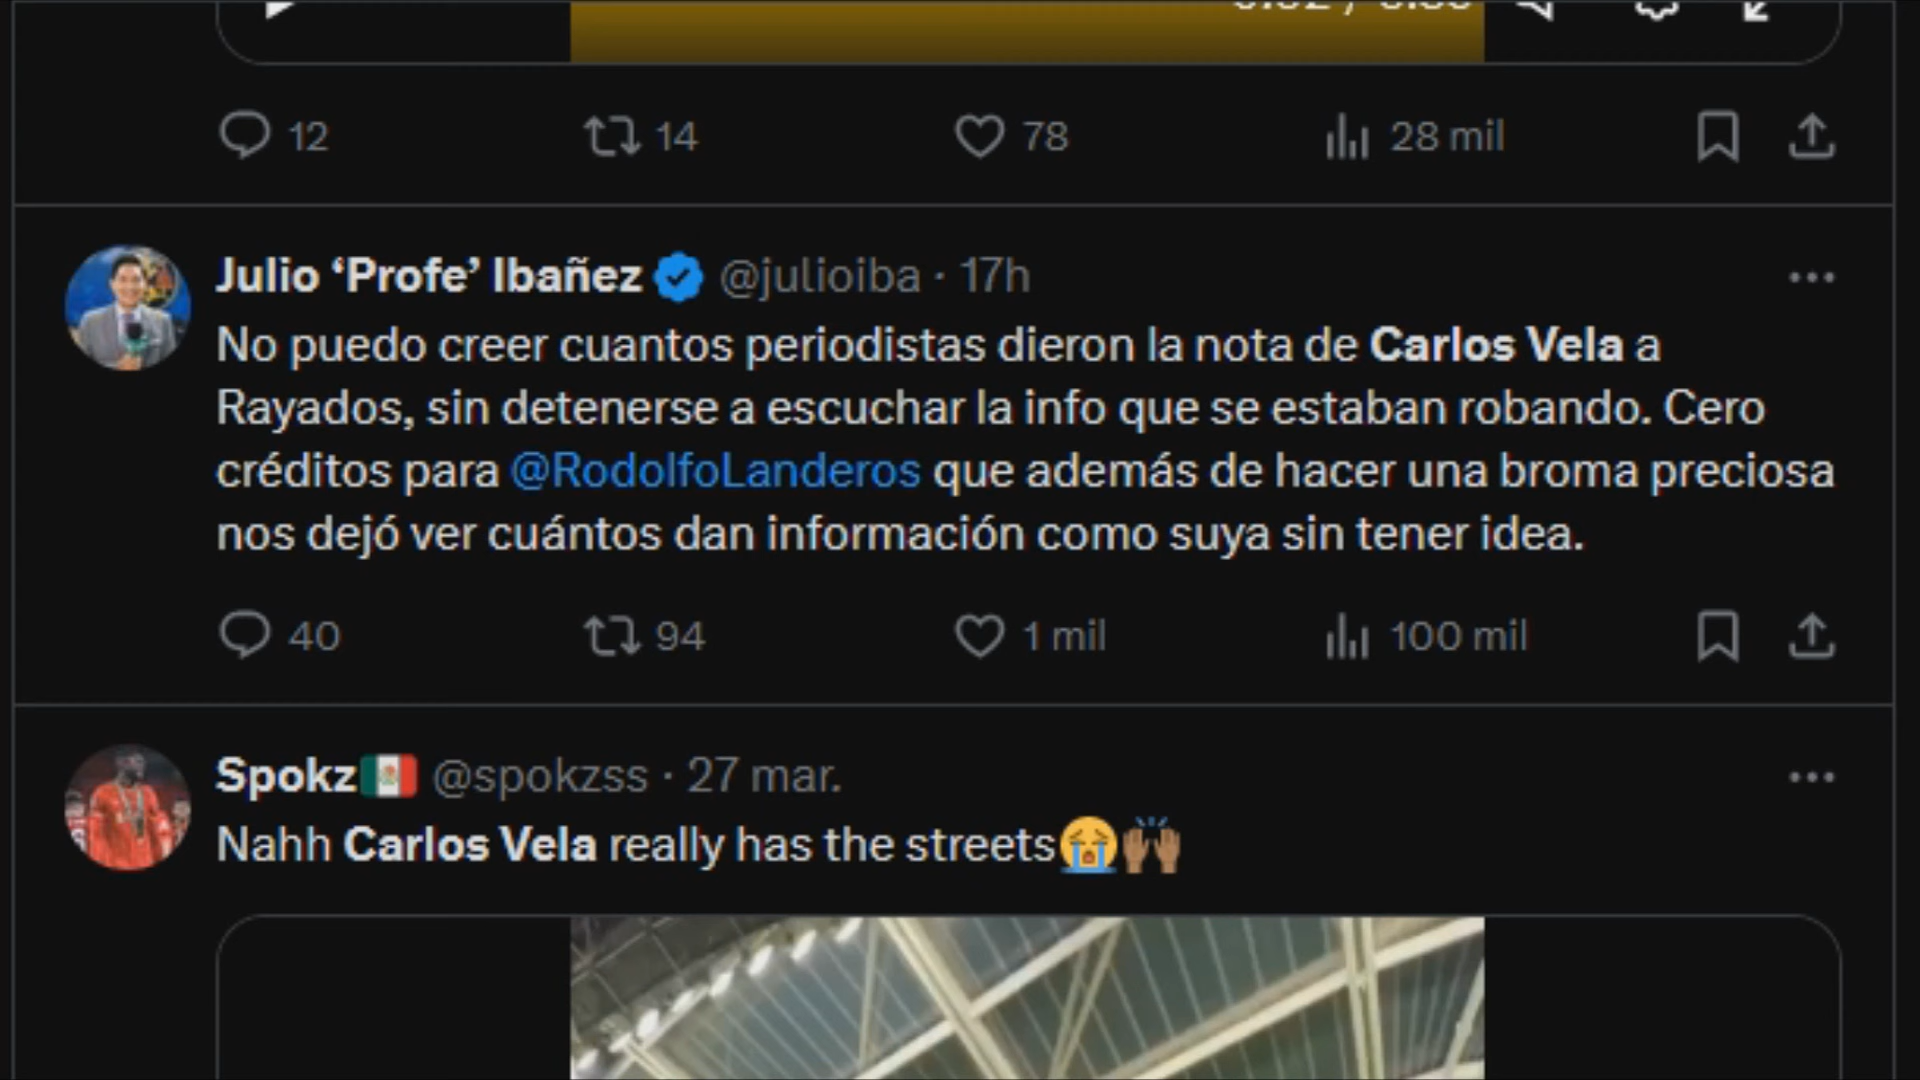 12 14 78 28 mil
Julio ‘Profe’ Ibañez @julioiba · 17h
No puedo creer cuantos periodistas dieron la nota de Carlos Vela a
Rayados, sin detenerse a escuchar la info que se estaban robando. Cero
créditos para @RodolfoLanderos que además de hacer una broma preciosa
nos dejó ver cuántos dan información como suya sin tener idea.
40 94 1 mil 100 mil
Spokz🇲🇽 @spokzss · 27 mar.
Nahh Carlos Vela really has the streets😭🙌🏽